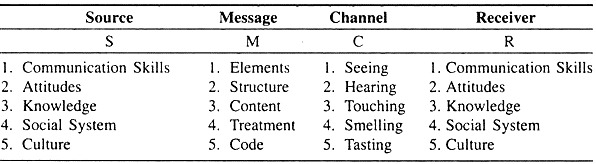 Source Message Channel Receiver
S M C R
1. Communication Skills 1. Elements 1. Seeing 1. Communication Skills
2. Attitudes 2. Structure 2. Hearing 2. Attitudes
3. Knowledge 3. Content 3. Touching 3. Knowledge
4. Social System 4. Treatment 4. Smelling 4. Social System
5. Culture 5. Code 5. Tasting 5. Culture